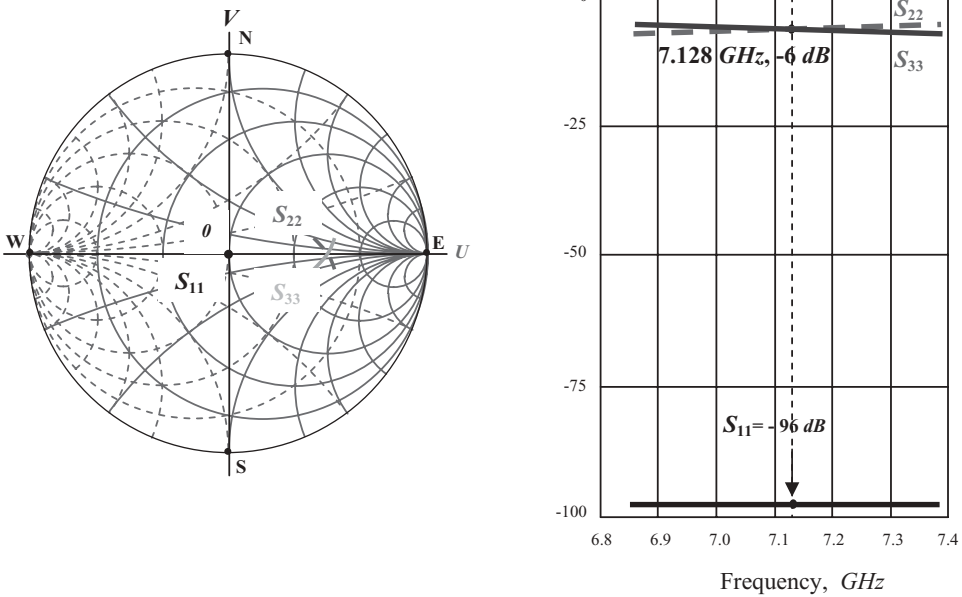 V
N
W
0
S22
E
U
S11
S33
S
S22
7.128 GHz, -6 dB
S33
-25
-50
-75
S11= - 96 dB
-100
6.8 6.9 7.0 7.1 7.2 7.3 7.4
Frequency, GHz